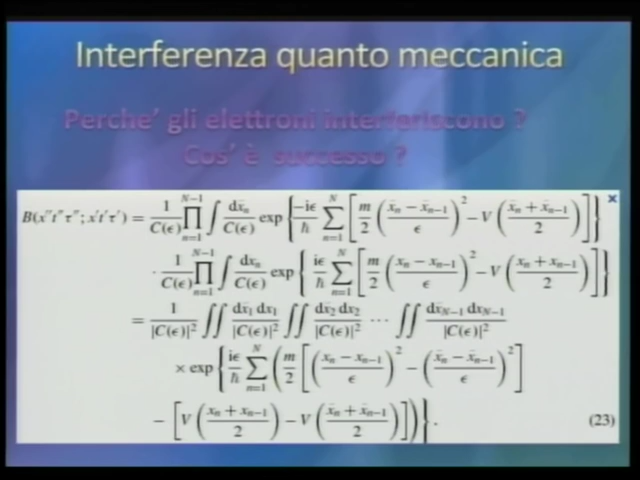 Interferenza quanto meccanica
Perche' gli elettroni interferiscono ?
Cos' è successo ?
B(x̄''t''τ''; x't'τ') = 1/C(ϵ) ∏_{n=1}^{N−1} ∫ dx̄_n/C(ϵ) exp { −iϵ/ħ ∑_{n=1}^{N} [ m/2 ( (x̄_n − x̄_{n−1})/ϵ )² − V ( (x̄_n + x̄_{n−1})/2 ) ] }
· 1/C(ϵ) ∏_{n=1}^{N−1} ∫ dx_n/C(ϵ) exp { iϵ/ħ ∑_{n=1}^{N} [ m/2 ( (x_n − x_{n−1})/ϵ )² − V ( (x_n + x_{n−1})/2 ) ] }
= 1/|C(ϵ)|² ∫∫ dx̄_1 dx_1/|C(ϵ)|² ∫∫ dx̄_2 dx_2/|C(ϵ)|² ··· ∫∫ dx̄_{N−1} dx_{N−1}/|C(ϵ)|²
× exp { iϵ/ħ ∑_{n=1}^{N} ( m/2 [ ( (x_n − x_{n−1})/ϵ )² − ( (x̄_n − x̄_{n−1})/ϵ )² ]
− [ V ( (x_n + x_{n−1})/2 ) − V ( (x̄_n + x̄_{n−1})/2 ) ] ) } . (23)